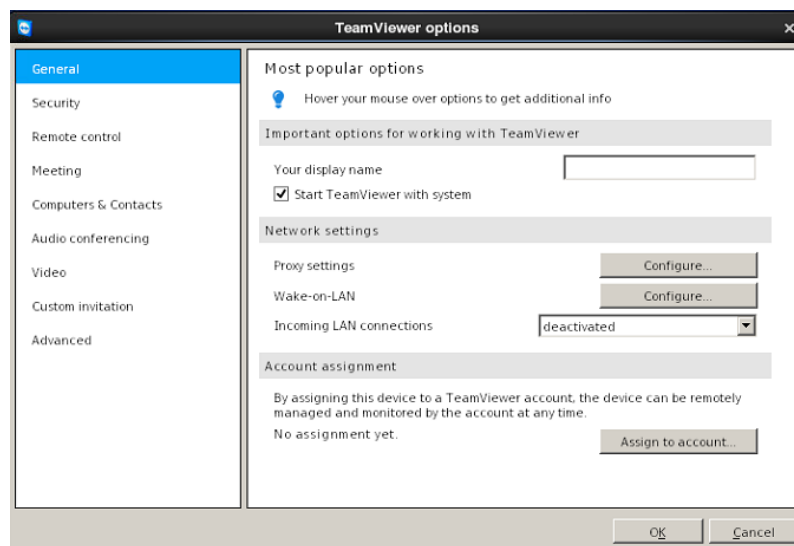 TeamViewer options
General
Security
Remote control
Meeting
Computers & Contacts
Audio conferencing
Video
Custom invitation
Advanced
Most popular options
Hover your mouse over options to get additional info
Important options for working with TeamViewer
Your display name
Start TeamViewer with system
Network settings
Proxy settings
Configure...
Wake-on-LAN
Configure...
Incoming LAN connections
deactivated
Account assignment
By assigning this device to a TeamViewer account, the device can be remotely
managed and monitored by the account at any time.
No assignment yet.
Assign to account...
OK
Cancel